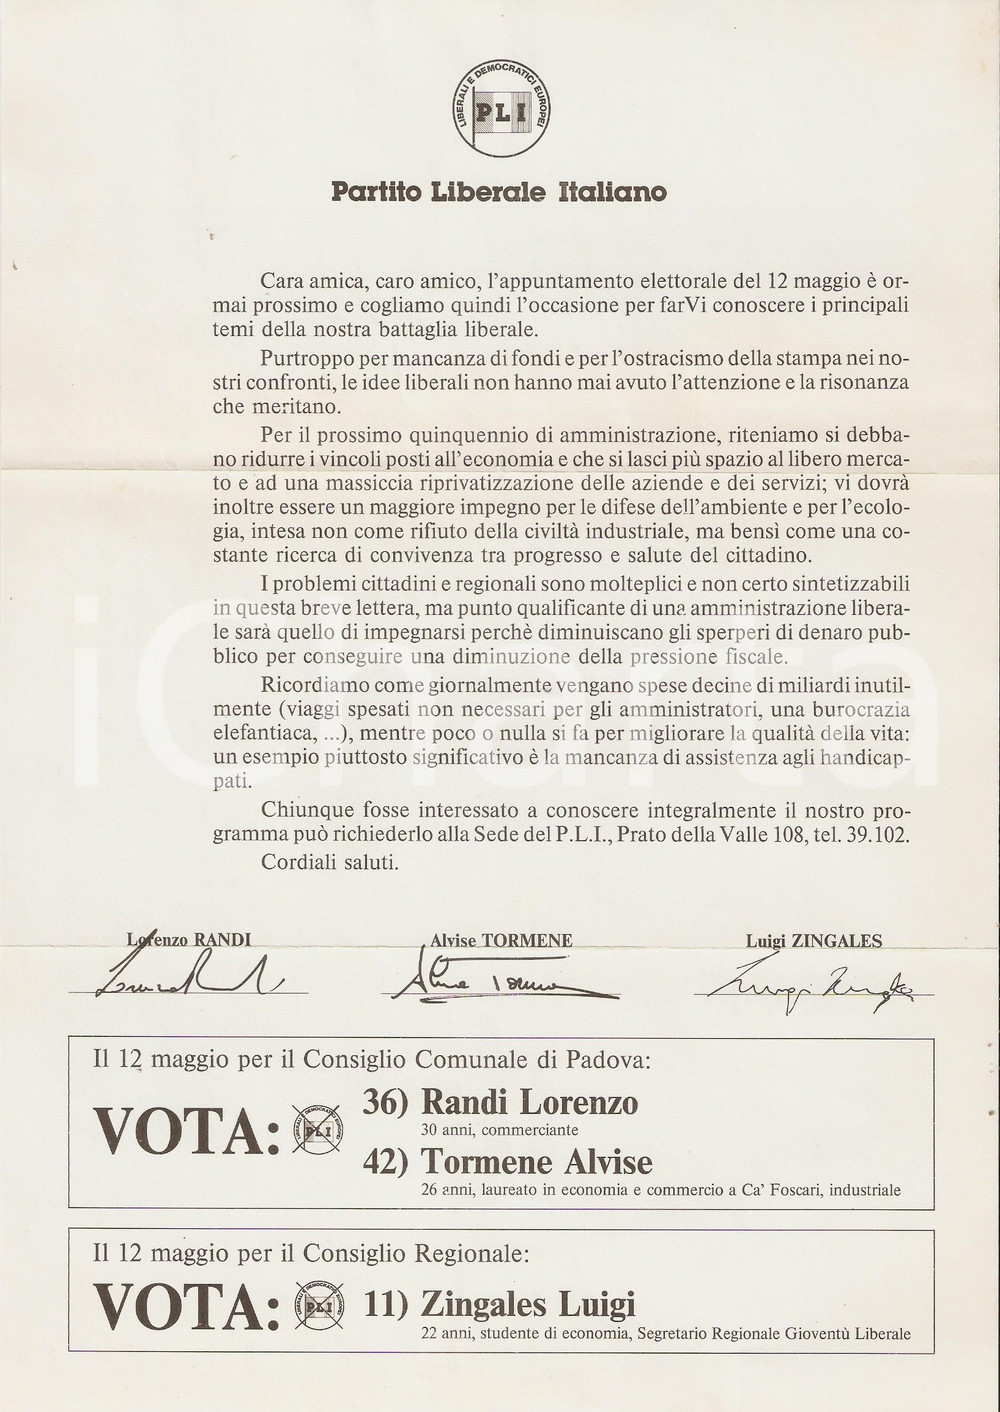 LIBERALI E DEMOCRATICI EUROPEI
PLI
Partito Liberale Italiano
Cara amica, caro amico, l'appuntamento elettorale del 12 maggio è or-
mai prossimo e cogliamo quindi l'occasione per farVi conoscere i principali
temi della nostra battaglia liberale.
Purtroppo per mancanza di fondi e per l'ostracismo della stampa nei no-
stri confronti, le idee liberali non hanno mai avuto l'attenzione e la risonanza
che meritano.
Per il prossimo quinquennio di amministrazione, riteniamo si debba-
no ridurre i vincoli posti all'economia e che si lasci più spazio al libero merca-
to e ad una massiccia riprivatizzazione delle aziende e dei servizi; vi dovrà
inoltre essere un maggiore impegno per le difese dell'ambiente e per l'ecolo-
gia, intesa non come rifiuto della civiltà industriale, ma bensì come una co-
stante ricerca di convivenza tra progresso e salute del cittadino.
I problemi cittadini e regionali sono molteplici e non certo sintetizzabili
in questa breve lettera, ma punto qualificante di una amministrazione libera-
le sarà quello di impegnarsi perchè diminuiscano gli sperperi di denaro pub-
blico per conseguire una diminuzione della pressione fiscale.
Ricordiamo come giornalmente vengano spese decine di miliardi inutil-
mente (viaggi spesati non necessari per gli amministratori, una burocrazia
elefantiaca, ...), mentre poco o nulla si fa per migliorare la qualità della vita:
un esempio piuttosto significativo è la mancanza di assistenza agli handicap-
pati.
Chiunque fosse interessato a conoscere integralmente il nostro pro-
gramma può richiederlo alla Sede del P.L.I., Prato della Valle 108, tel. 39.102.
Cordiali saluti.
iCharta
Lorenzo RANDI Alvise TORMENE Luigi ZINGALES
Lorenzo Randi Alvise Tormene Luigi Zingales
Il 12 maggio per il Consiglio Comunale di Padova:
VOTA: PLI
36) Randi Lorenzo
30 anni, commerciante
42) Tormene Alvise
26 anni, laureato in economia e commercio a Ca' Foscari, industriale
Il 12 maggio per il Consiglio Regionale:
VOTA: PLI
11) Zingales Luigi
22 anni, studente di economia, Segretario Regionale Gioventù Liberale